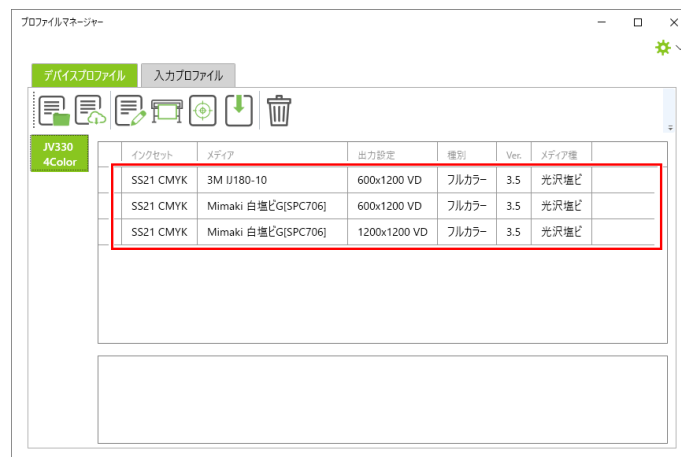 プロファイルマネージャー
デバイスプロファイル 入力プロファイル
JV330
4Color
インクセット メディア 出力設定 種別 Ver. メディア種
SS21 CMYK 3M IJ180-10 600x1200 VD フルカラー 3.5 光沢塩ビ
SS21 CMYK Mimaki 白塩ビG[SPC706] 600x1200 VD フルカラー 3.5 光沢塩ビ
SS21 CMYK Mimaki 白塩ビG[SPC706] 1200x1200 VD フルカラー 3.5 光沢塩ビ